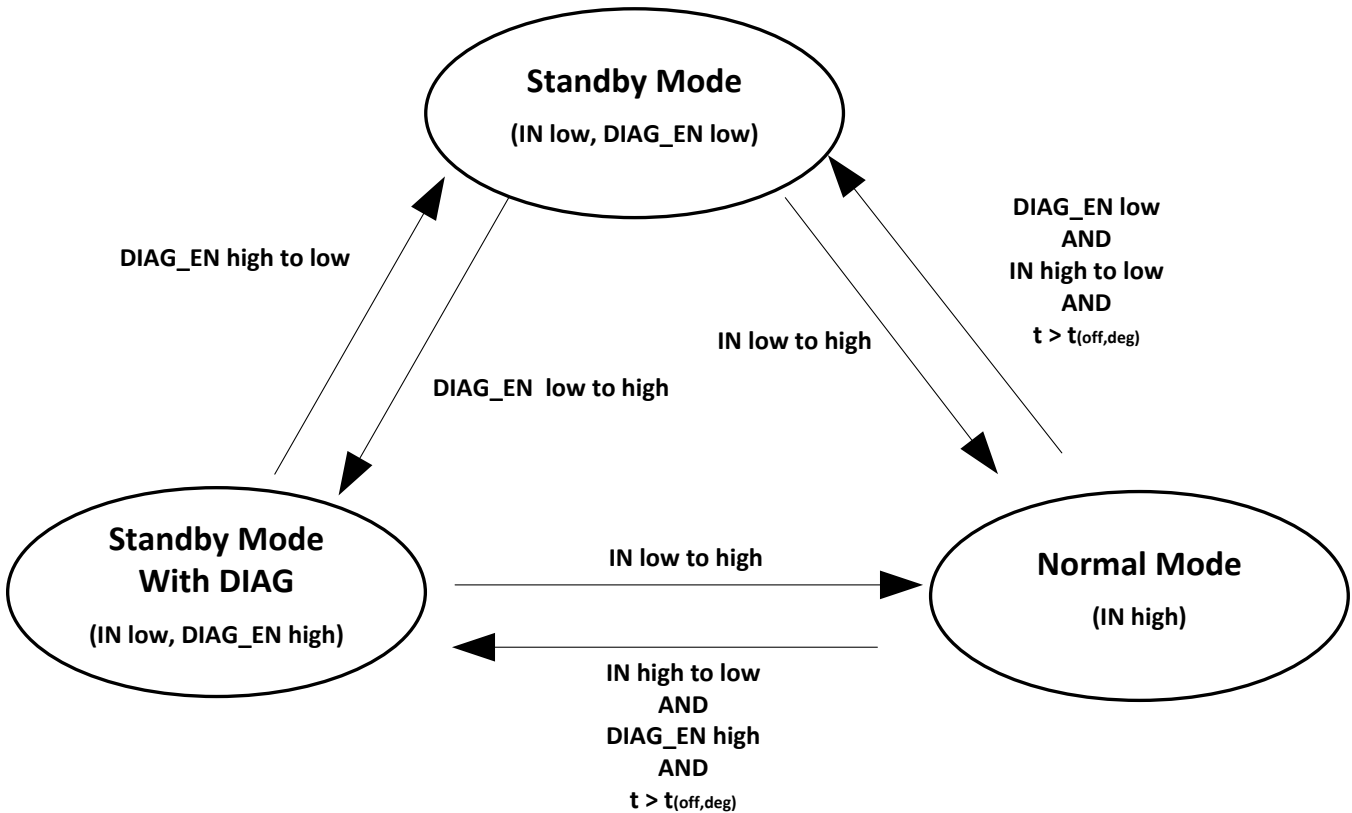 Standby Mode
(IN low, DIAG_EN low)
DIAG_EN high to low
DIAG_EN  low to high
IN low to high
DIAG_EN low
AND
IN high to low
AND
t > t(off,deg)
Standby Mode
With DIAG
(IN low, DIAG_EN high)
IN low to high
IN high to low
AND
DIAG_EN high
AND
t > t(off,deg)
Normal Mode
(IN high)